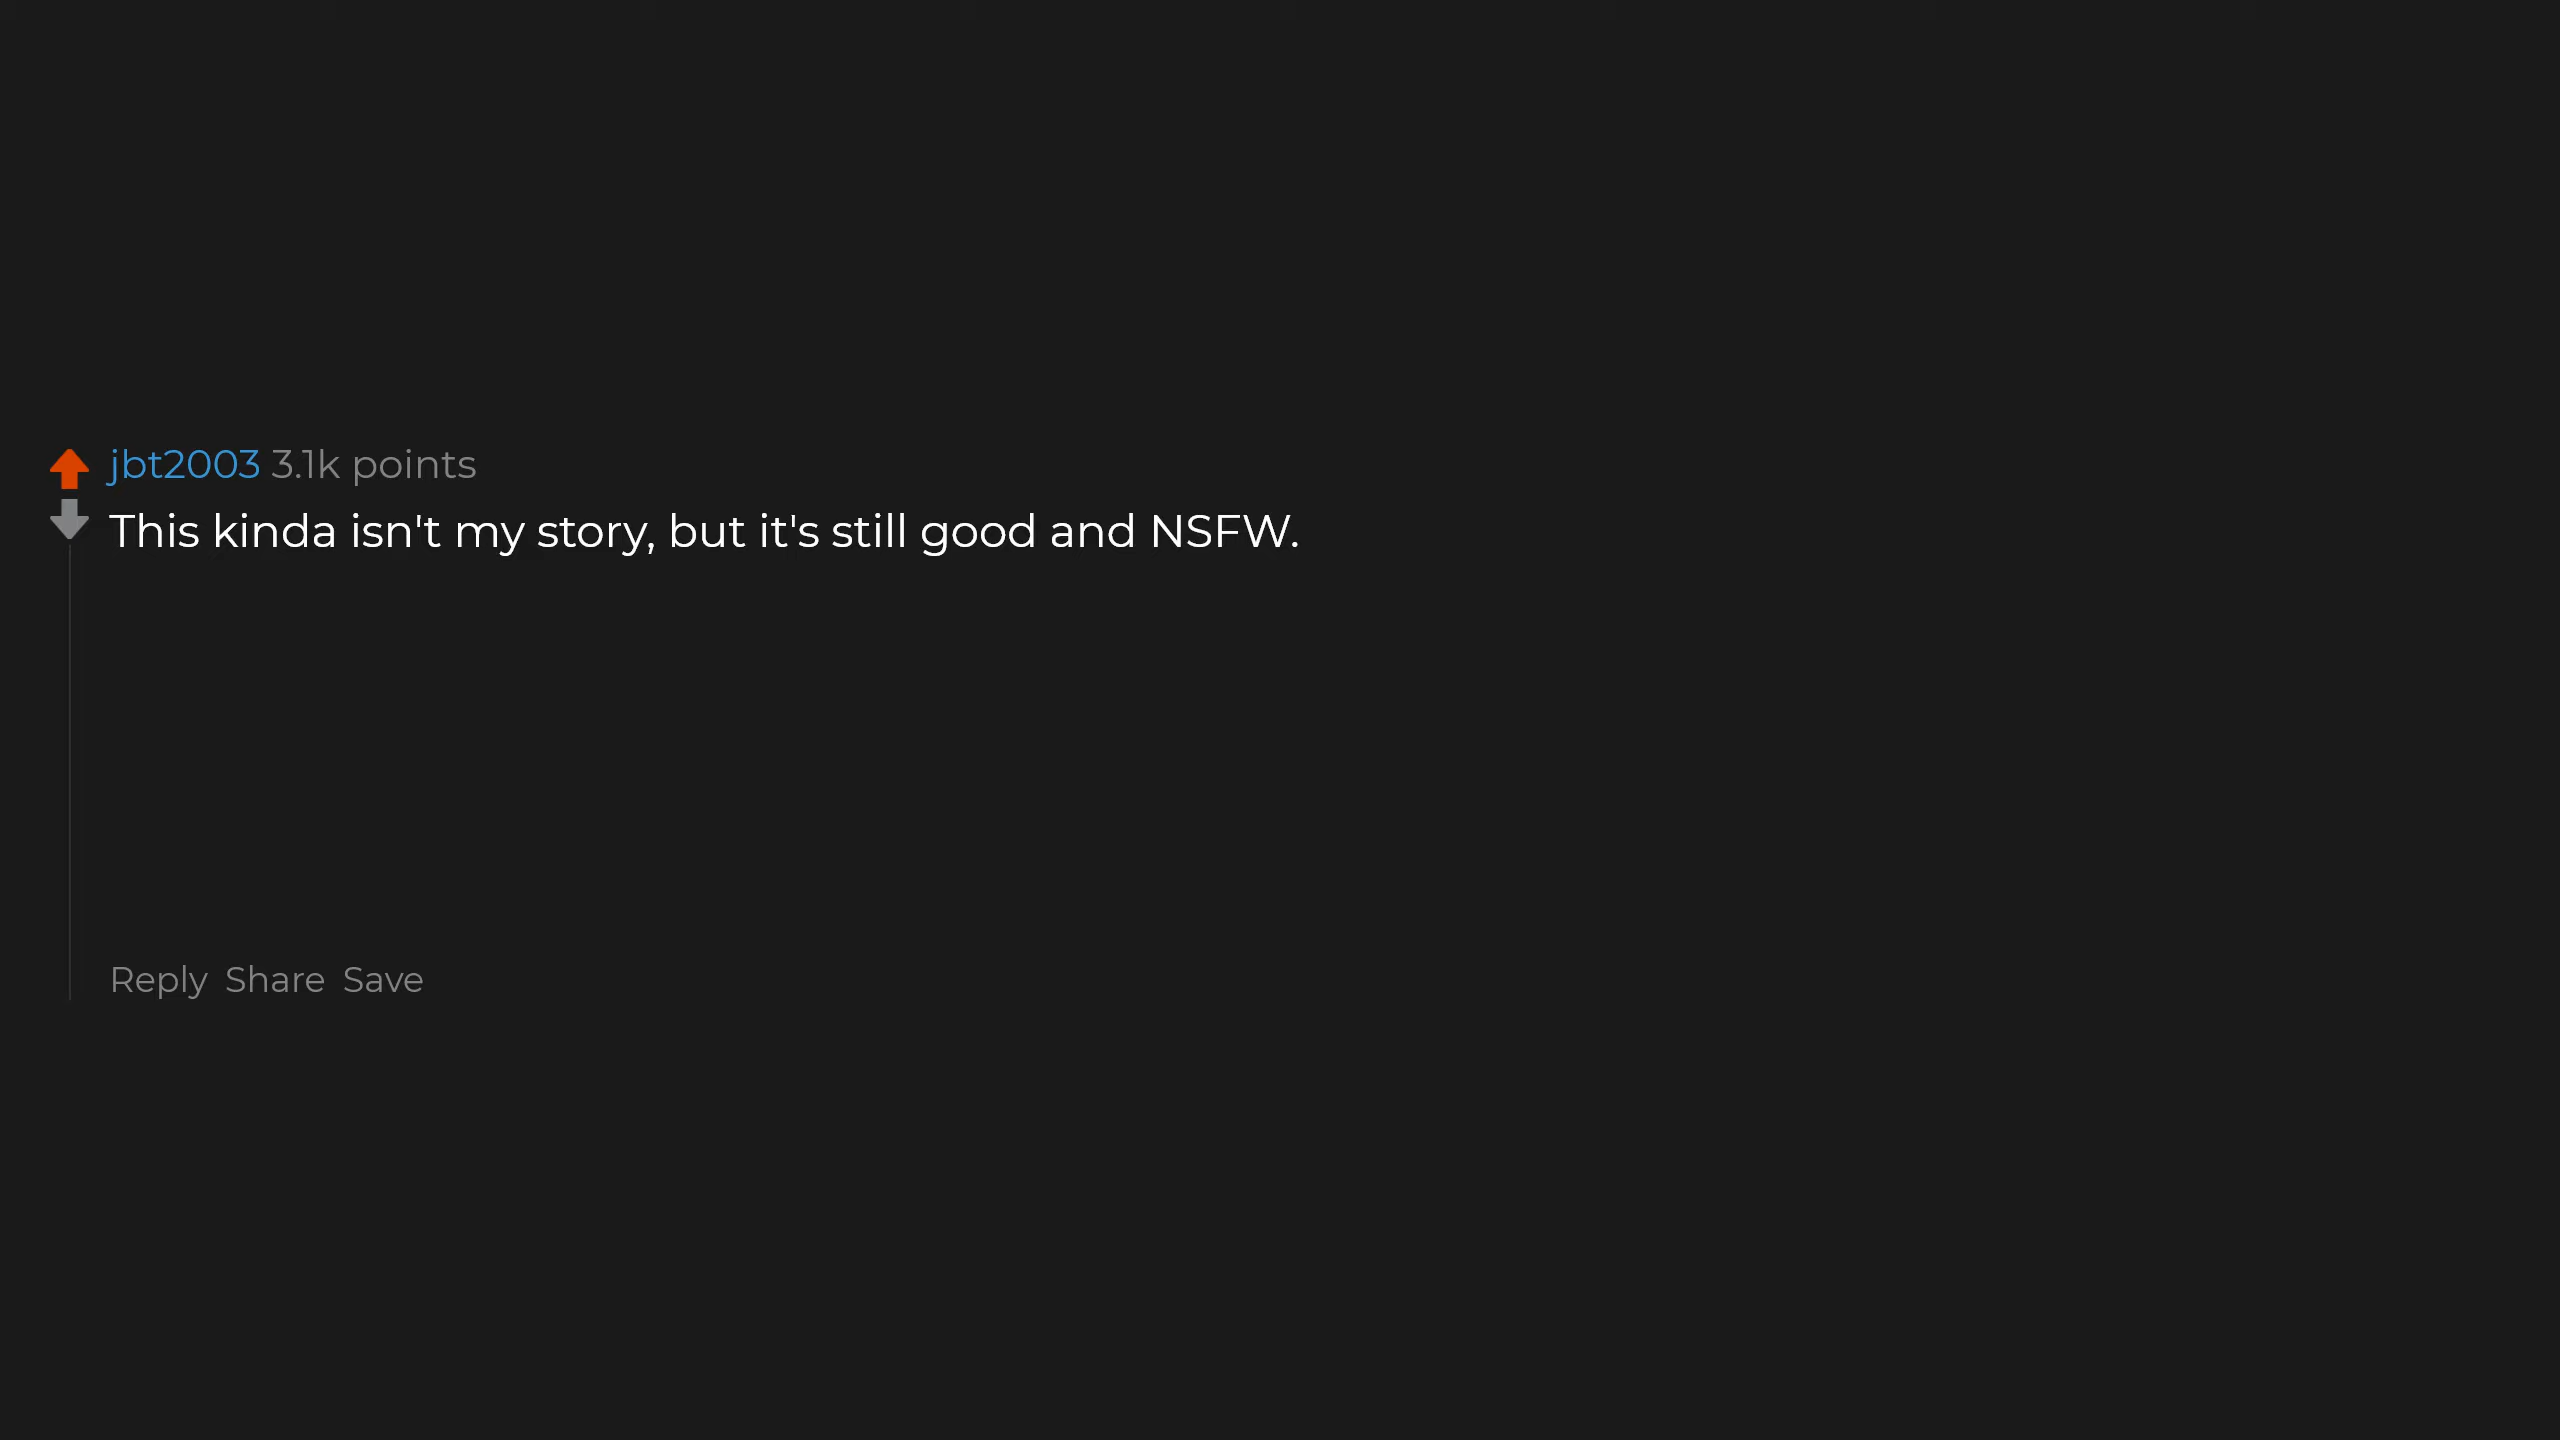 jbt2003 3.1k points
This kinda isn't my story, but it's still good and NSFW.
Reply Share Save